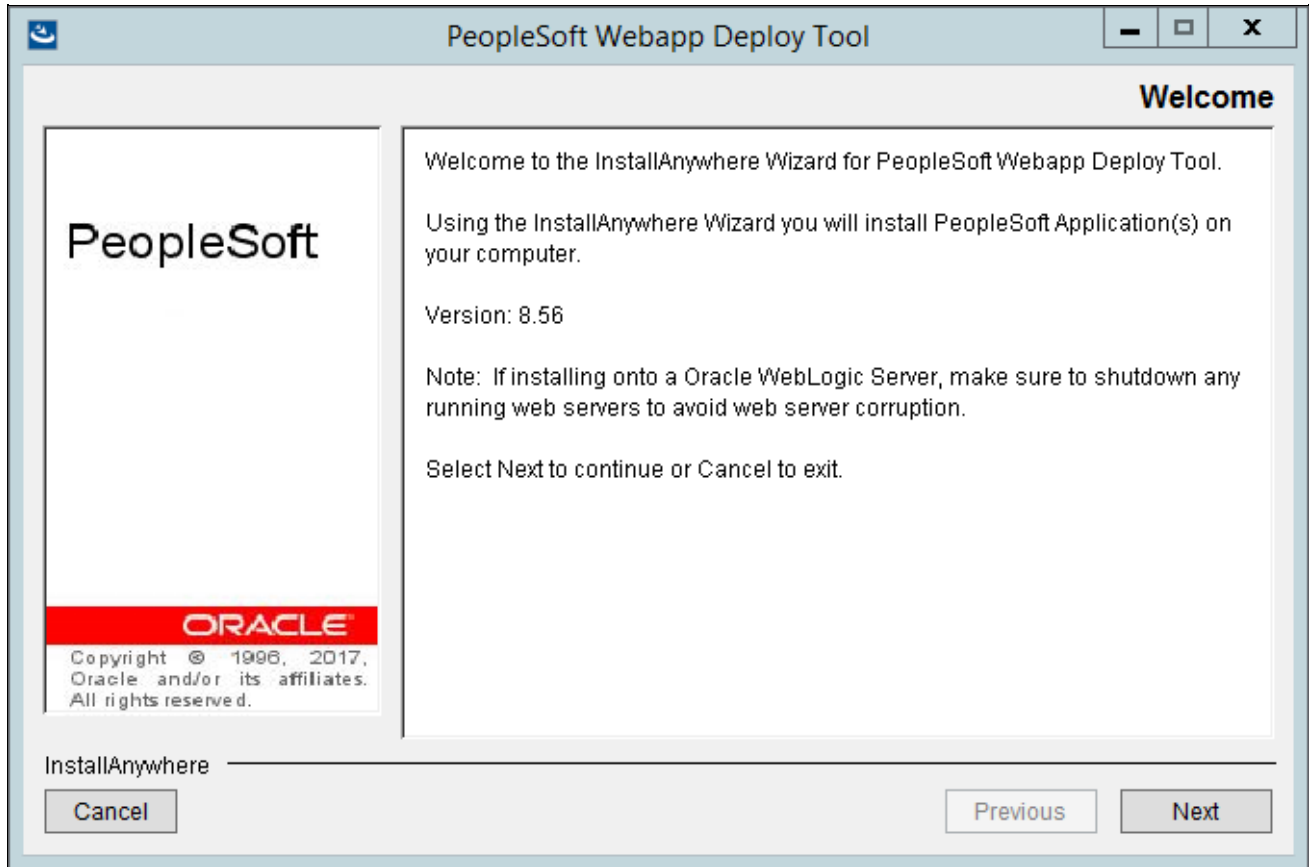 PeopleSoft Webapp Deploy Tool
Welcome
PeopleSoft
ORACLE
Copyright © 1996, 2017,
Oracle and/or its affiliates.
All rights reserved.
Welcome to the InstallAnywhere Wizard for PeopleSoft Webapp Deploy Tool.
Using the InstallAnywhere Wizard you will install PeopleSoft Application(s) on
your computer.
Version: 8.56
Note:  If installing onto a Oracle WebLogic Server, make sure to shutdown any
running web servers to avoid web server corruption.
Select Next to continue or Cancel to exit.
InstallAnywhere
Cancel
Previous
Next